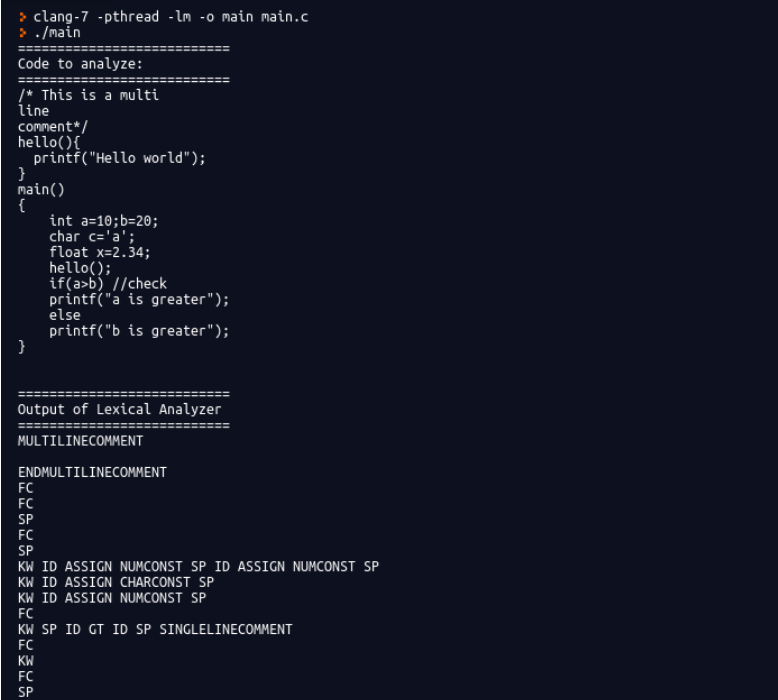 > clang-7 -pthread -lm -o main main.c
> ./main
===========================
Code to analyze:
===========================
/* This is a multi
line
comment*/
hello(){
  printf("Hello world");
}
main()
{
    int a=10;b=20;
    char c='a';
    float x=2.34;
    hello();
    if(a>b) //check
    printf("a is greater");
    else
    printf("b is greater");
}
===========================
Output of Lexical Analyzer
===========================
MULTILINECOMMENT
ENDMULTILINECOMMENT
FC
FC
SP
FC
SP
KW ID ASSIGN NUMCONST SP ID ASSIGN NUMCONST SP
KW ID ASSIGN CHARCONST SP
KW ID ASSIGN NUMCONST SP
FC
KW SP ID GT ID SP SINGLELINECOMMENT
FC
KW
FC
SP